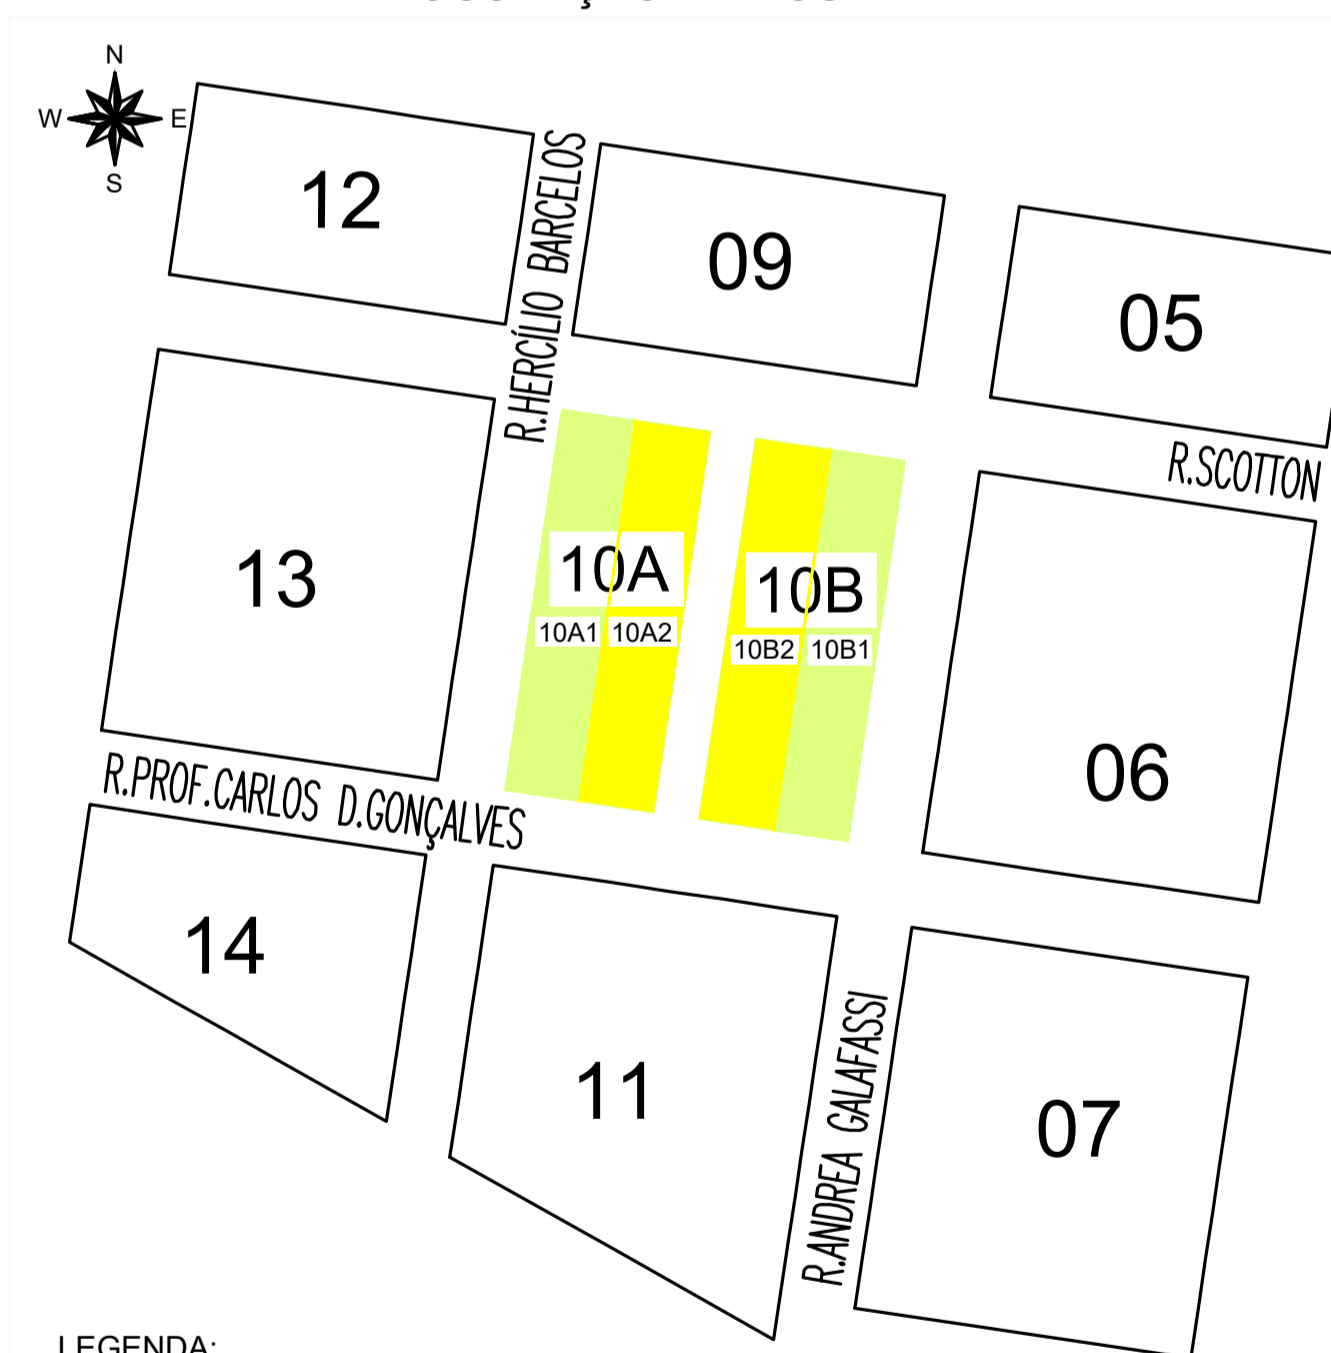 N
W E
S
12
R.HERCÍLIO BARCELOS
09
05
R.SCOTTON
13
10A
10A1 10A2
10B
10B2 10B1
06
R.PROF.CARLOS D.GONÇALVES
14
11
R.ANDREA GALAFASSI
07
LEGENDA: